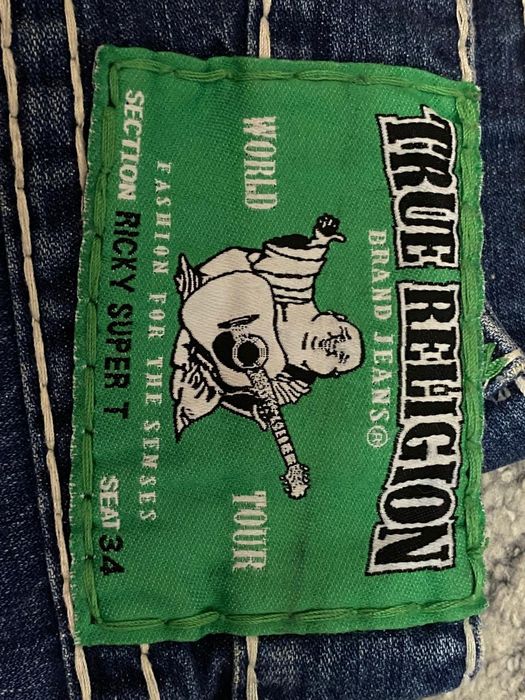 TRUE RELIGION
BRAND JEANS®
WORLD TOUR
FASHION FOR THE SENSES
SECTION RICKY SUPER T SEAT 34